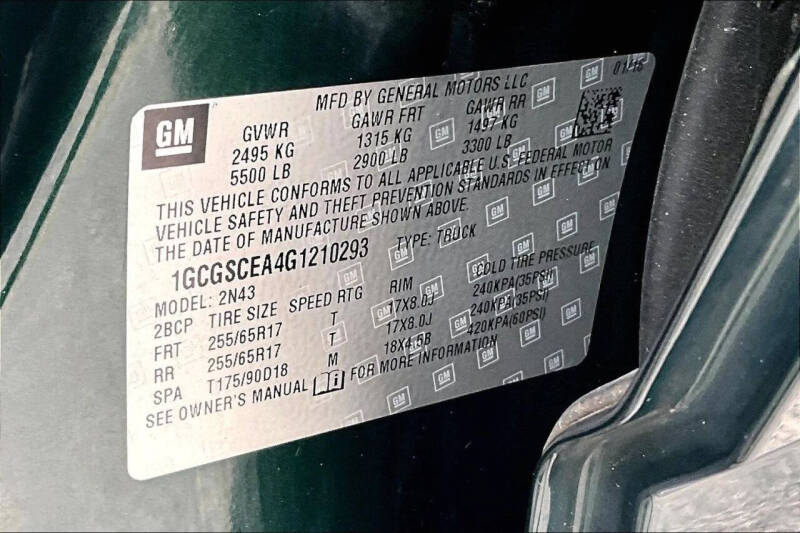 MFD BY GENERAL MOTORS LLC 01/16
GM
GVWR GAWR FRT GAWR RR
2495 KG 1315 KG 1497 KG
5500 LB 2900 LB 3300 LB
THIS VEHICLE CONFORMS TO ALL APPLICABLE U.S. FEDERAL MOTOR
VEHICLE SAFETY AND THEFT PREVENTION STANDARDS IN EFFECT ON
THE DATE OF MANUFACTURE SHOWN ABOVE.
1GCGSCEA4G1210293 TYPE: TRUCK
MODEL: 2N43
2BCP TIRE SIZE SPEED RTG RIM COLD TIRE PRESSURE
FRT 255/65R17 T 17X8.0J 240KPA(35PSI)
RR 255/65R17 T 17X8.0J 240KPA(35PSI)
SPA T175/90D18 M 18X4.5B 420KPA(60PSI)
SEE OWNER'S MANUAL FOR MORE INFORMATION